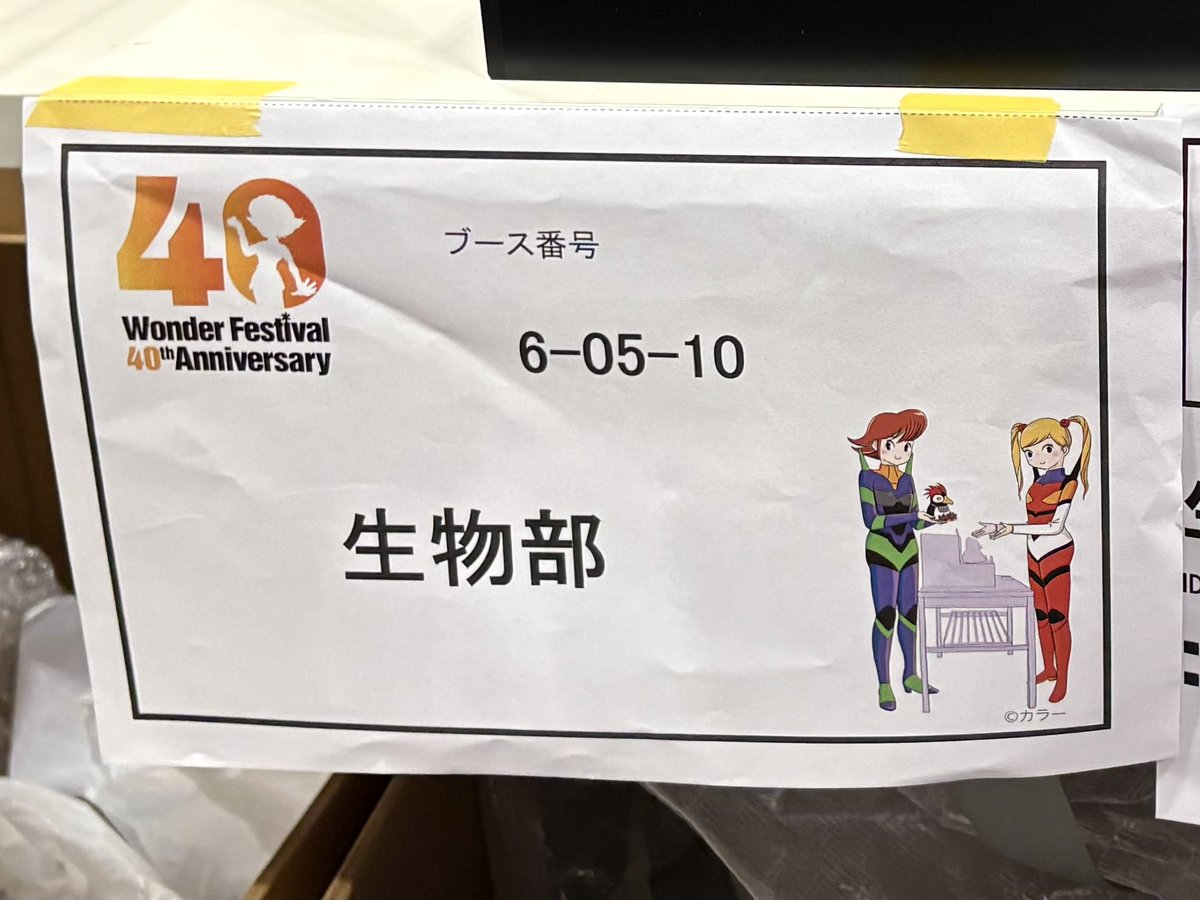 40
Wonder Festival
40th Anniversary
ブース番号
6-05-10
生物部
©カラー